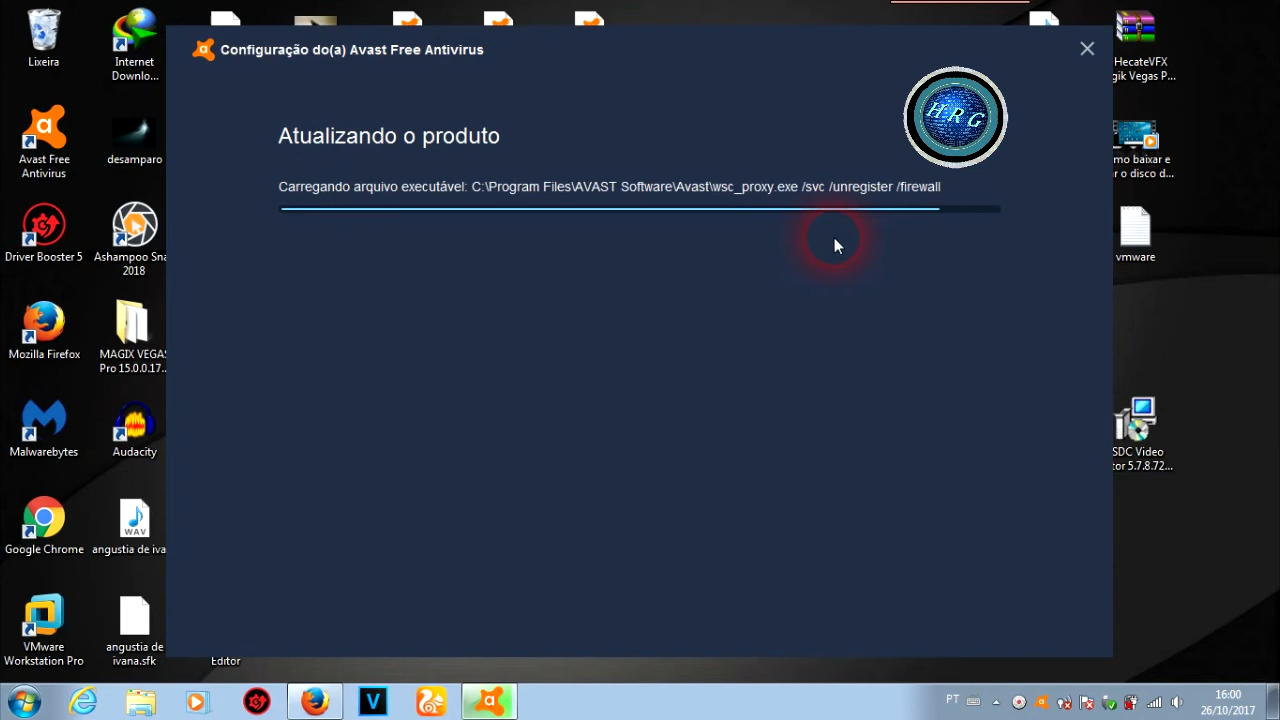 Configuração do(a) Avast Free Antivirus
HRG
Atualizando o produto
Carregando arquivo executável: C:\Program Files\AVAST Software\Avast\wsc_proxy.exe /svc /unregister /firewall
Lixeira
Internet
Downlo...
Avast Free
Antivirus
desamparo
Driver Booster 5
Ashampoo Sna
2018
Mozilla Firefox
MAGIX VEGAS
Pro 15.0.0.17...
Malwarebytes
Audacity
WAV
Google Chrome
angustia de iva
VMware
Workstation Pro
angustia de
ivana.sfk
Editor
HecateVFX
gik Vegas P...
mo baixar e
r o disco d...
vmware
SDC Video
tor 5.7.8.72...
PT
16:00
26/10/2017